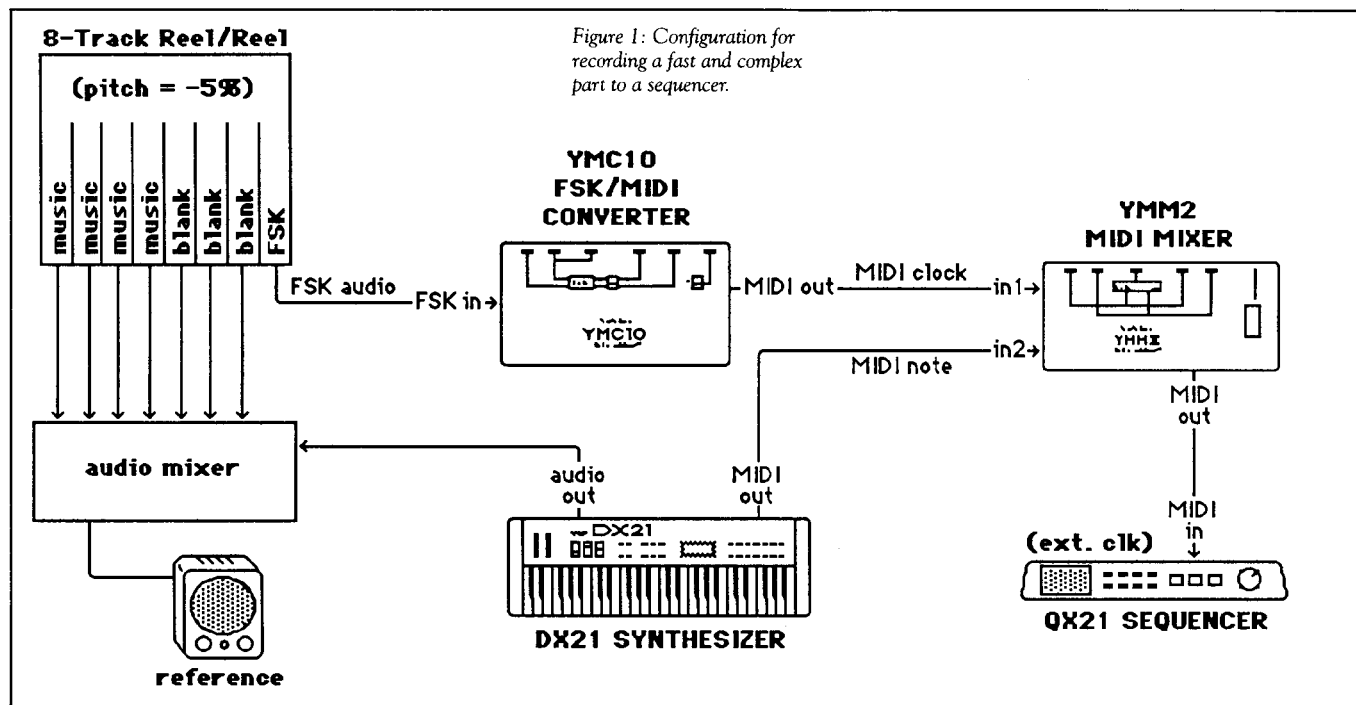 8-Track Reel/Reel
(pitch = -5%)
music
music
music
music
blank
blank
blank
FSK
Figure 1: Configuration for
recording a fast and complex
part to a sequencer.
YMC10
FSK/MIDI
CONVERTER
YMM2
MIDI MIXER
FSK audio
FSK in
MIDI out
MIDI clock
in1
in2
MIDI note
YMC10
MIDI
out
audio mixer
audio
out
MIDI
out
MIDI
in
DX21
(ext. clk)
DX21 SYNTHESIZER
QX21 SEQUENCER
reference